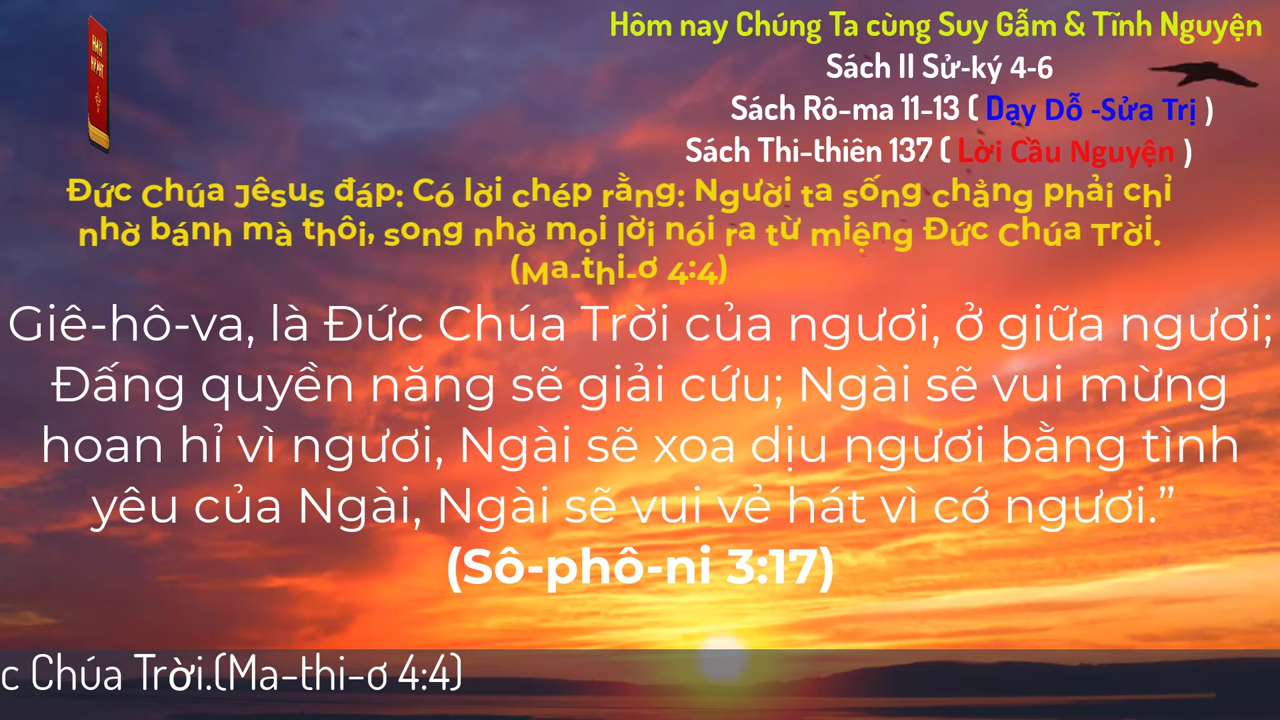 Hôm nay Chúng Ta cùng Suy Gẫm & Tĩnh Nguyện
Sách II Sử-ký 4-6
Sách Rô-ma 11-13 ( Dạy Dỗ -Sửa Trị )
Sách Thi-thiên 137 ( Lời Cầu Nguyện )
Đức Chúa Jêsus đáp: Có lời chép rằng: Người ta sống chẳng phải chỉ
nhờ bánh mà thôi, song nhờ mọi lời nói ra từ miệng Đức Chúa Trời.
(Ma-thi-ơ 4:4)
Giê-hô-va, là Đức Chúa Trời của ngươi, ở giữa ngươi;
Đấng quyền năng sẽ giải cứu; Ngài sẽ vui mừng
hoan hỉ vì ngươi, Ngài sẽ xoa dịu ngươi bằng tình
yêu của Ngài, Ngài sẽ vui vẻ hát vì cớ ngươi.”
(Sô-phô-ni 3:17)
c Chúa Trời.(Ma-thi-ơ 4:4)